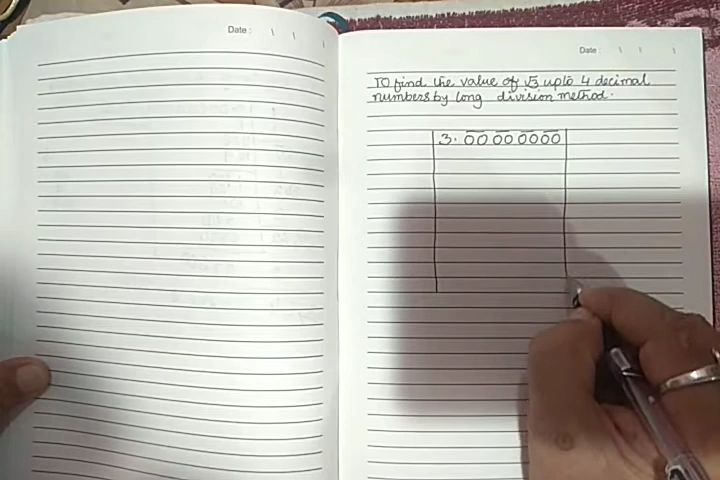 Date : \ \ \
Date : \ \ \
TO find the value of √3 upto 4 decimal
numbers by long division method.
3. 00 00 00 00